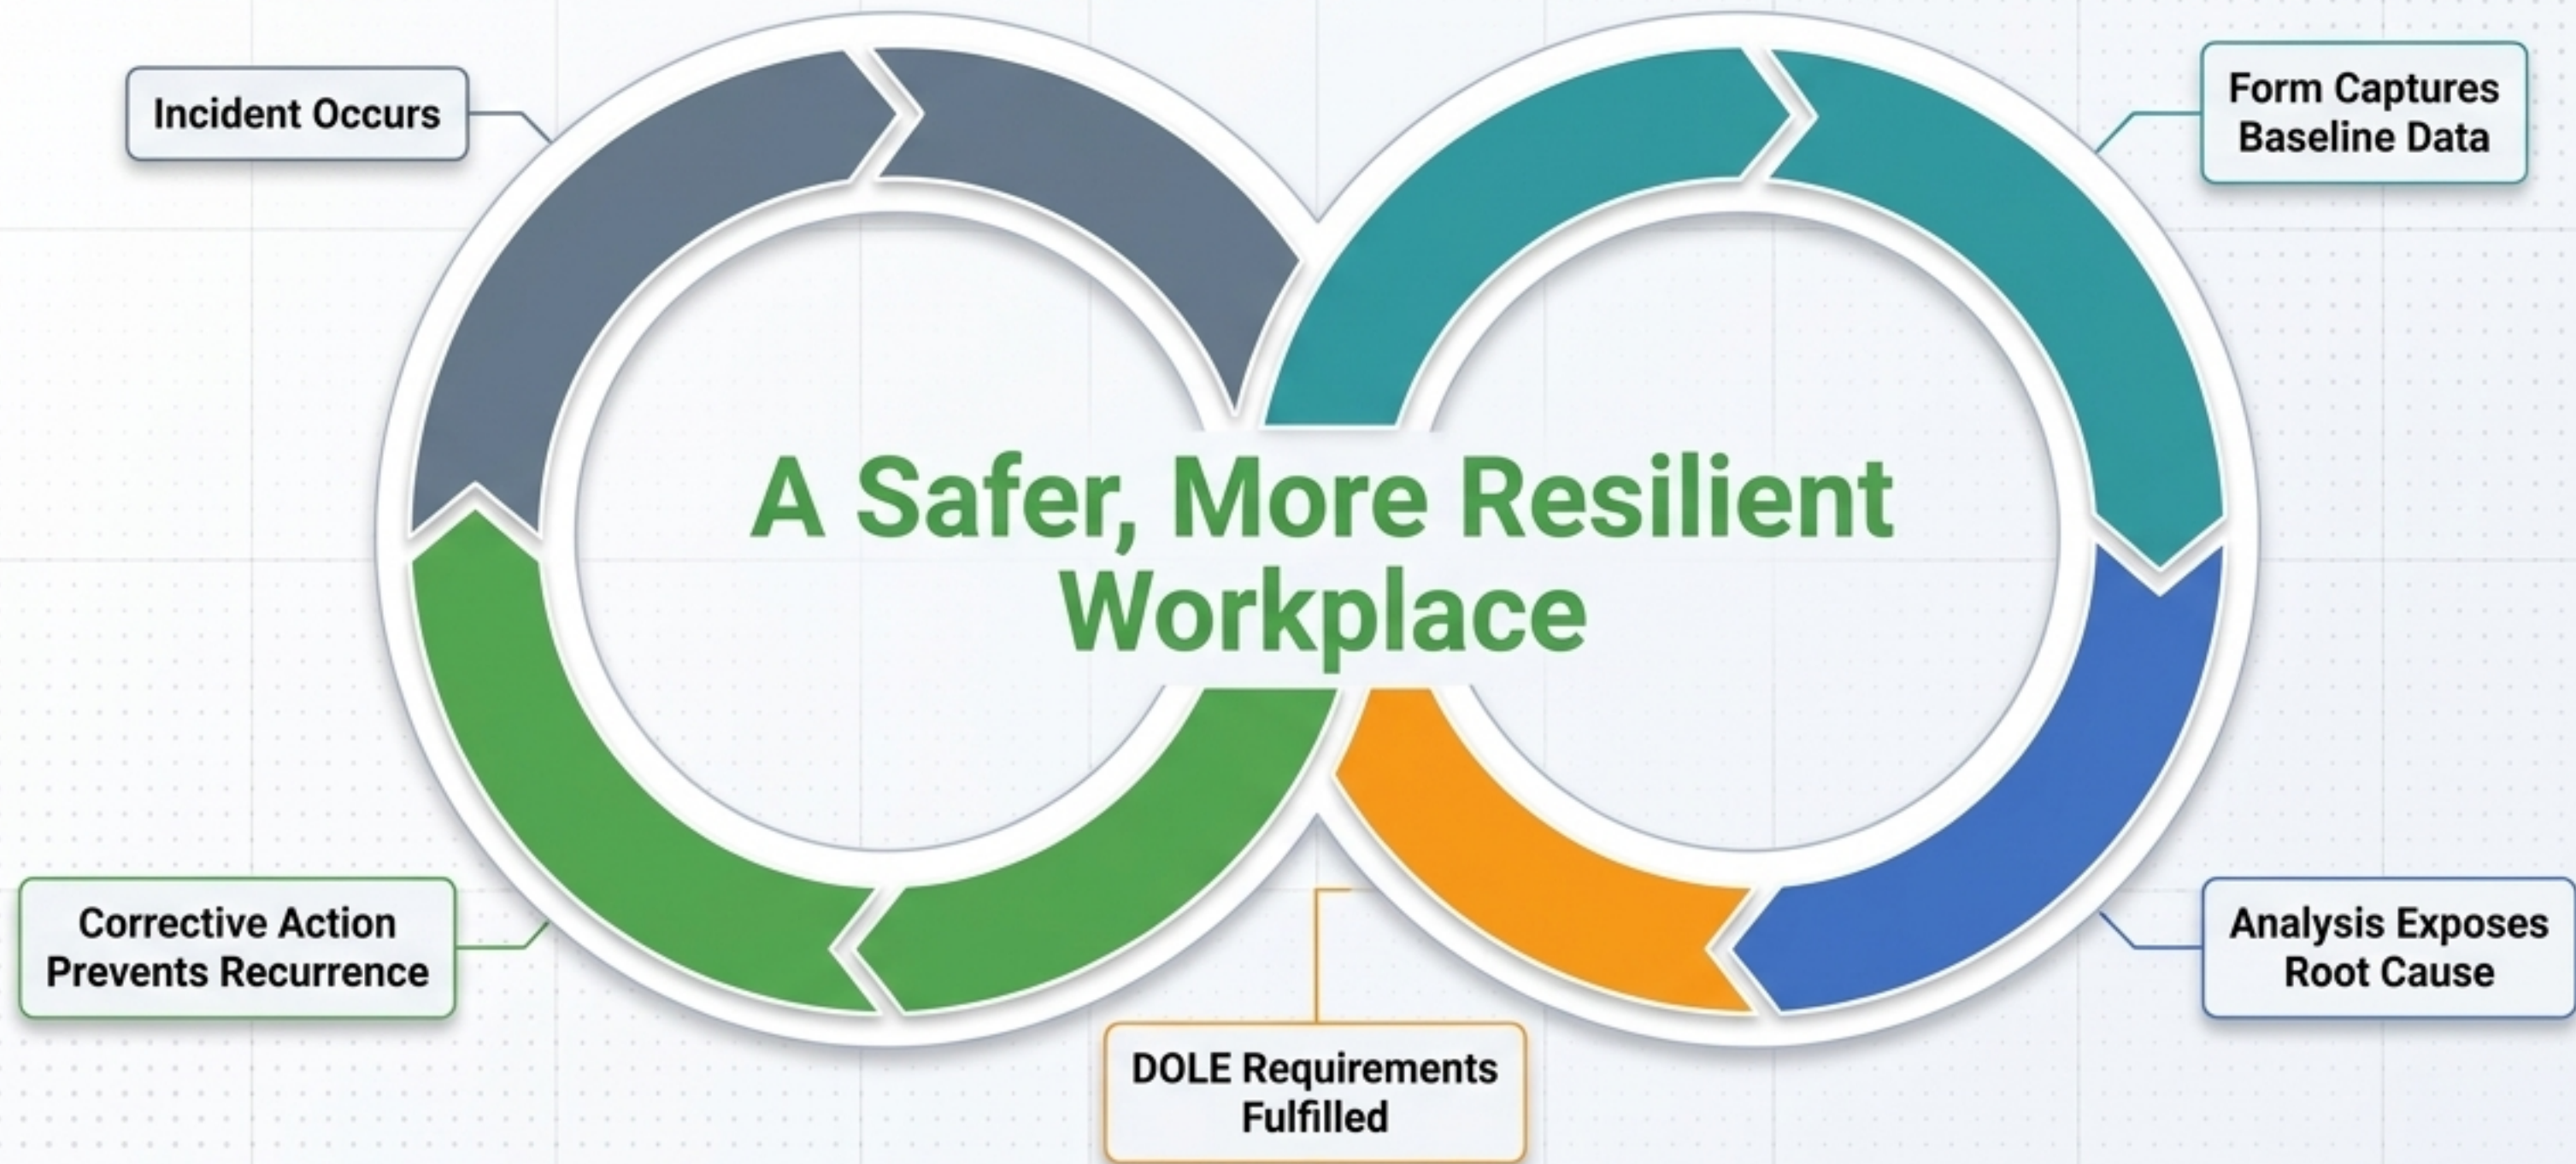 Incident Occurs
Form Captures
Baseline Data
A Safer, More Resilient
Workplace
Corrective Action
Prevents Recurrence
Analysis Exposes
Root Cause
DOLE Requirements
Fulfilled